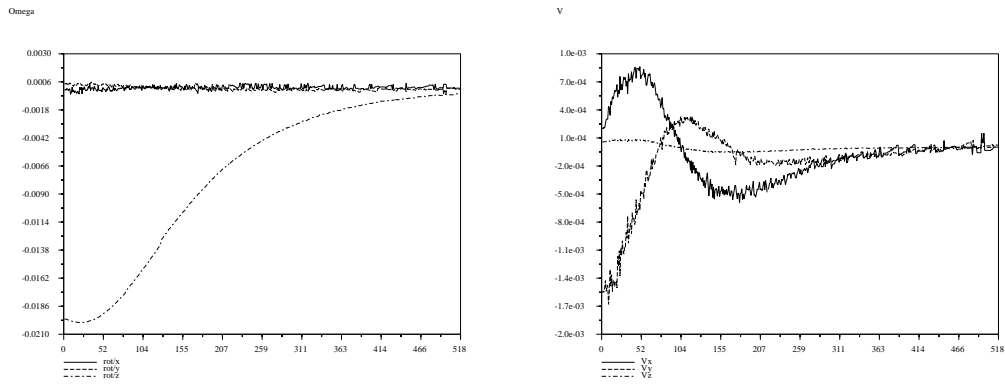 Omega
0.0030
0.0006
-0.0018
-0.0042
-0.0066
-0.0090
-0.0114
-0.0138
-0.0162
-0.0186
-0.0210
0 52 104 155 207 259 311 363 414 466 518
rot/x
rot/y
rot/z
V
1.0e-03
7.0e-04
4.0e-04
1.0e-04
-2.0e-04
-5.0e-04
-8.0e-04
-1.1e-03
-1.4e-03
-1.7e-03
-2.0e-03
0 52 104 155 207 259 311 363 414 466 518
Vx
Vy
Vz